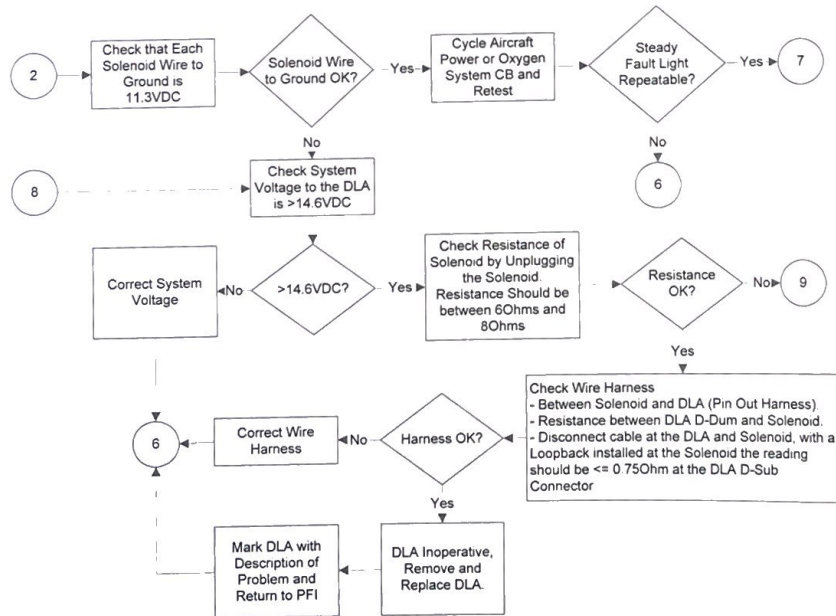 2
Check that Each
Solenoid Wire to
Ground is
11.3VDC
Solenoid Wire
to Ground OK?
Yes
Cycle Aircraft
Power or Oxygen
System CB and
Retest
Steady
Fault Light
Repeatable?
Yes
7
No
No
6
8
Check System
Voltage to the DLA
is >14.6VDC
Correct System
Voltage
No
>14.6VDC?
Yes
Check Resistance of
Solenoid by Unplugging
the Solenoid.
Resistance Should be
between 6Ohms and
8Ohms
Resistance
OK?
No
9
Yes
Check Wire Harness
- Between Solenoid and DLA (Pin Out Harness).
- Resistance between DLA D-Dum and Solenoid.
- Disconnect cable at the DLA and Solenoid, with a
Loopback installed at the Solenoid the reading
should be <= 0.75Ohm at the DLA D-Sub
Connector
6
Correct Wire
Harness
No
Harness OK?
Yes
Mark DLA with
Description of
Problem and
Return to PFI
DLA Inoperative,
Remove and
Replace DLA.